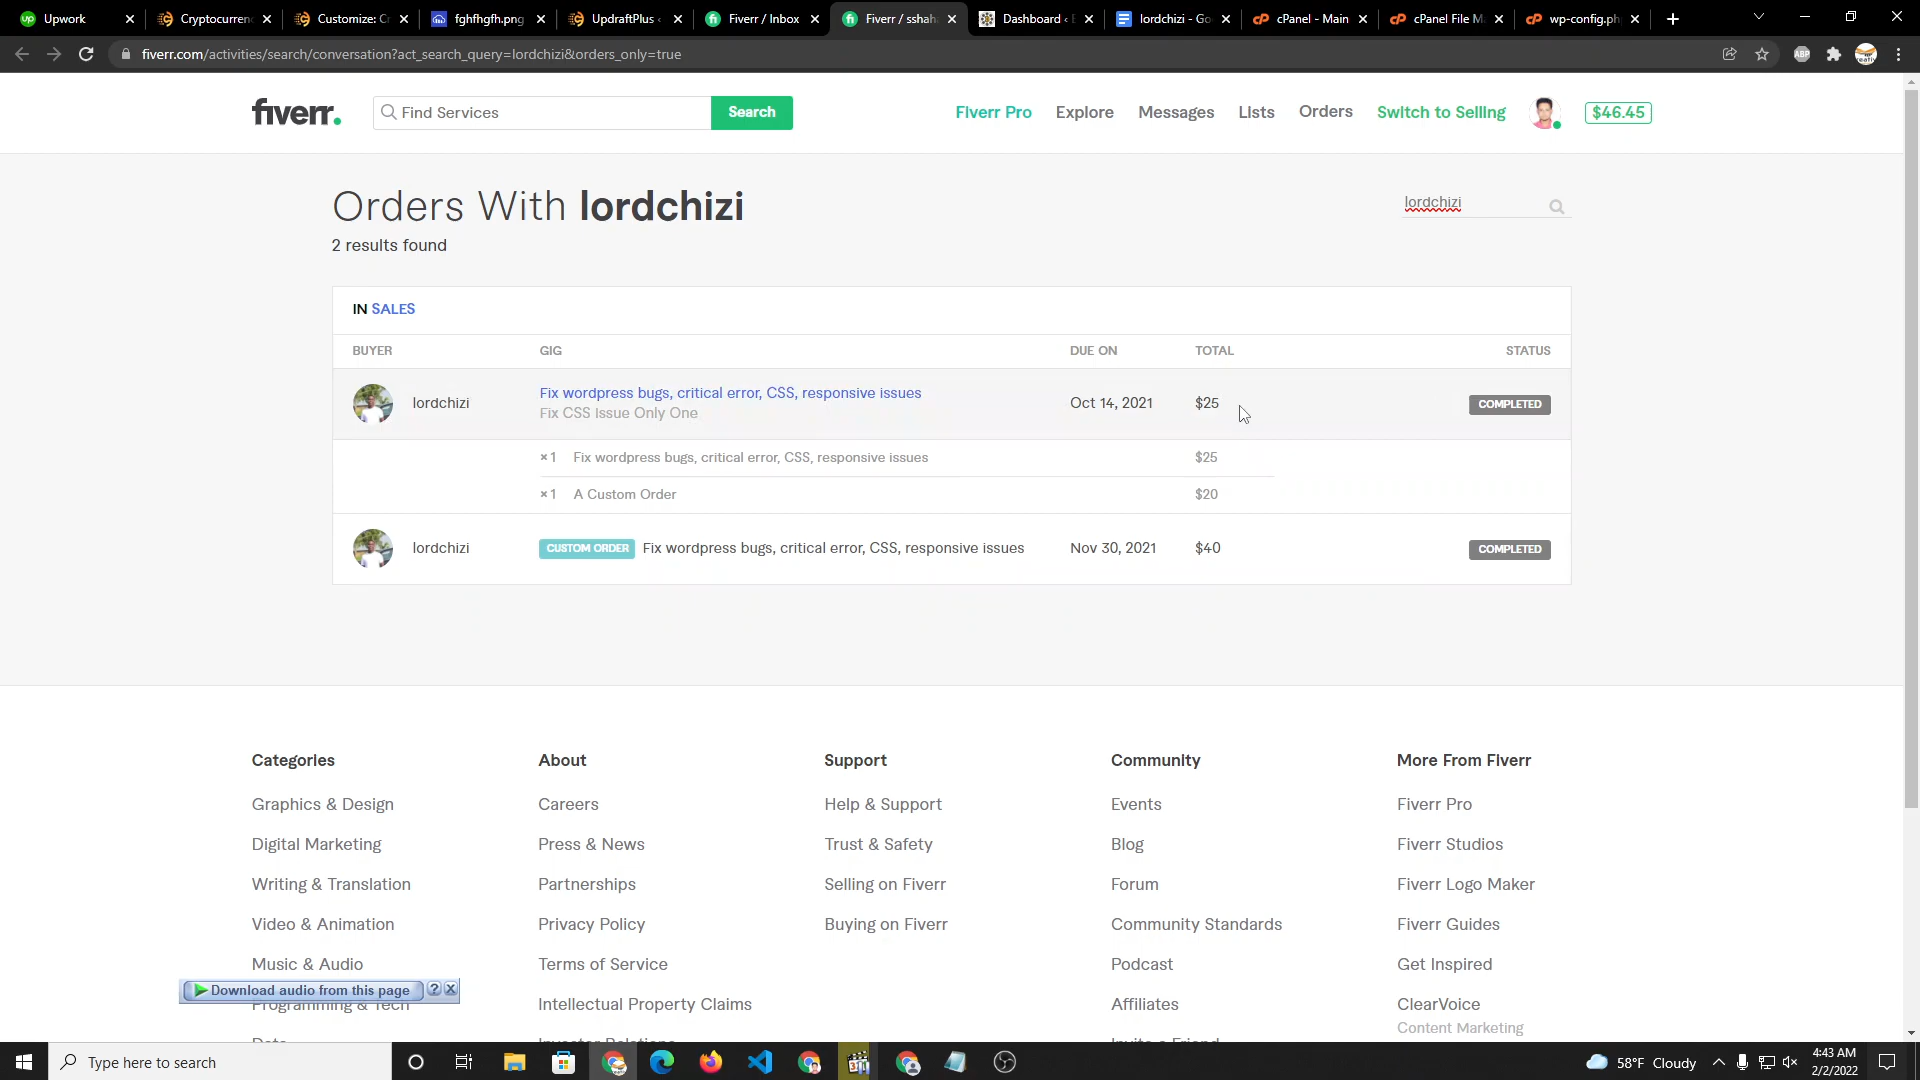 Upwork
Cryptocurren
Customize: C
fghfhgfh.png
UpdraftPlus ‹
Fiverr / Inbox
Fiverr / sshah
Dashboard ‹ E
lordchizi - Go
cPanel - Main
cPanel File M
wp-config.ph
fiverr.com/activities/search/conversation?act_search_query=lordchizi&orders_only=true
ABP
fiverr.
Find Services
Search
Fiverr Pro
Explore
Messages
Lists
Orders
Switch to Selling
$46.45
Orders With lordchizi
lordchizi
2 results found
IN SALES
BUYER GIG DUE ON TOTAL STATUS
lordchizi Fix wordpress bugs, critical error, CSS, responsive issues Oct 14, 2021 $25 COMPLETED
Fix CSS Issue Only One
×1 Fix wordpress bugs, critical error, CSS, responsive issues $25
×1 A Custom Order $20
lordchizi CUSTOM ORDER Fix wordpress bugs, critical error, CSS, responsive issues Nov 30, 2021 $40 COMPLETED
Categories
Graphics & Design
Digital Marketing
Writing & Translation
Video & Animation
Music & Audio
Programming & Tech
About
Careers
Press & News
Partnerships
Privacy Policy
Terms of Service
Intellectual Property Claims
Support
Help & Support
Trust & Safety
Selling on Fiverr
Buying on Fiverr
Community
Events
Blog
Forum
Community Standards
Podcast
Affiliates
More From Fiverr
Fiverr Pro
Fiverr Studios
Fiverr Logo Maker
Fiverr Guides
Get Inspired
ClearVoice
Content Marketing
Download audio from this page
Type here to search
58°F Cloudy
4:43 AM
2/2/2022